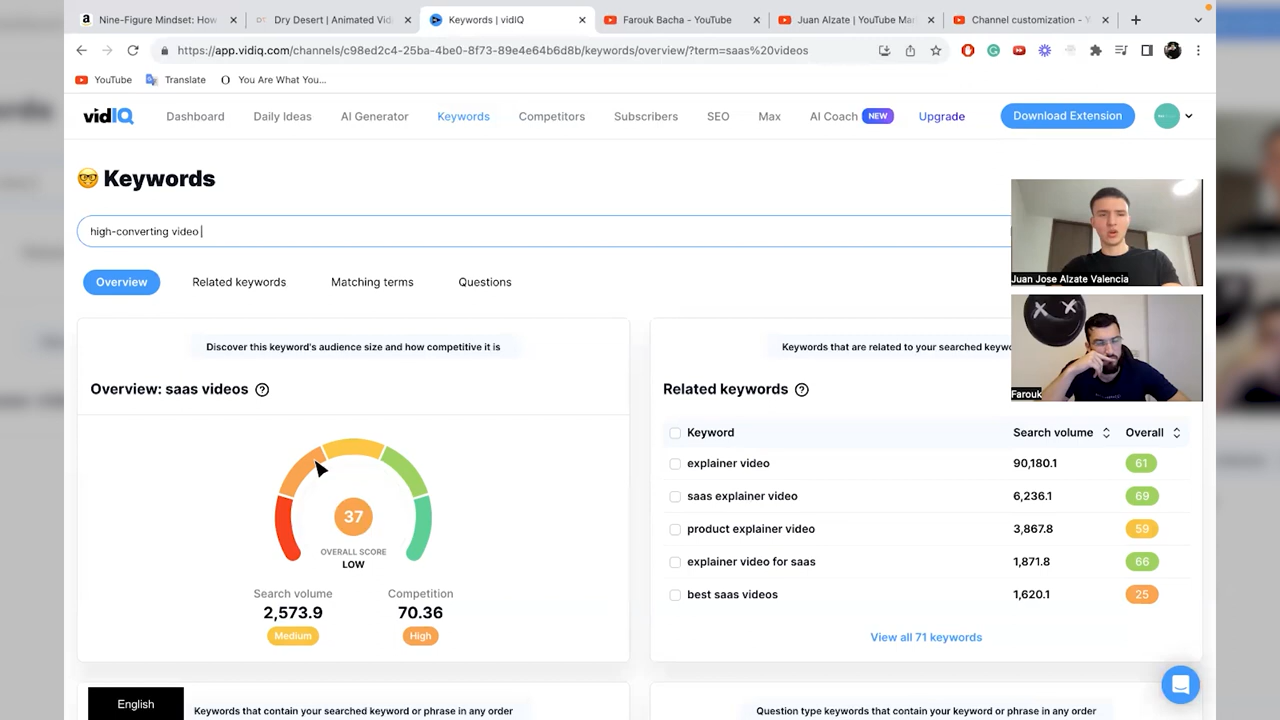 Nine-Figure Mindset: How
Dry Desert | Animated Vid
Keywords | vidIQ
Farouk Bacha - YouTube
Juan Alzate | YouTube Mar
Channel customization - Y
https://app.vidiq.com/channels/c98ed2c4-25ba-4be0-8f73-89e4e64b6d8b/keywords/overview/?term=saas%20videos
YouTube
Translate
You Are What You...
vidIQ
Dashboard
Daily Ideas
AI Generator
Keywords
Competitors
Subscribers
SEO
Max
AI Coach NEW
Upgrade
Download Extension
Keywords
high-converting video
Juan Jose Alzate Valencia
Farouk
Overview
Related keywords
Matching terms
Questions
Discover this keyword's audience size and how competitive it is
Overview: saas videos
37
OVERALL SCORE
LOW
Search volume
2,573.9
Medium
Competition
70.36
High
Keywords that are related to your searched keywo
Related keywords
Keyword Search volume Overall
explainer video 90,180.1 61
saas explainer video 6,236.1 69
product explainer video 3,867.8 59
explainer video for saas 1,871.8 66
best saas videos 1,620.1 25
View all 71 keywords
English
Keywords that contain your searched keyword or phrase in any order
Question type keywords that contain your keyword or phrase in any order